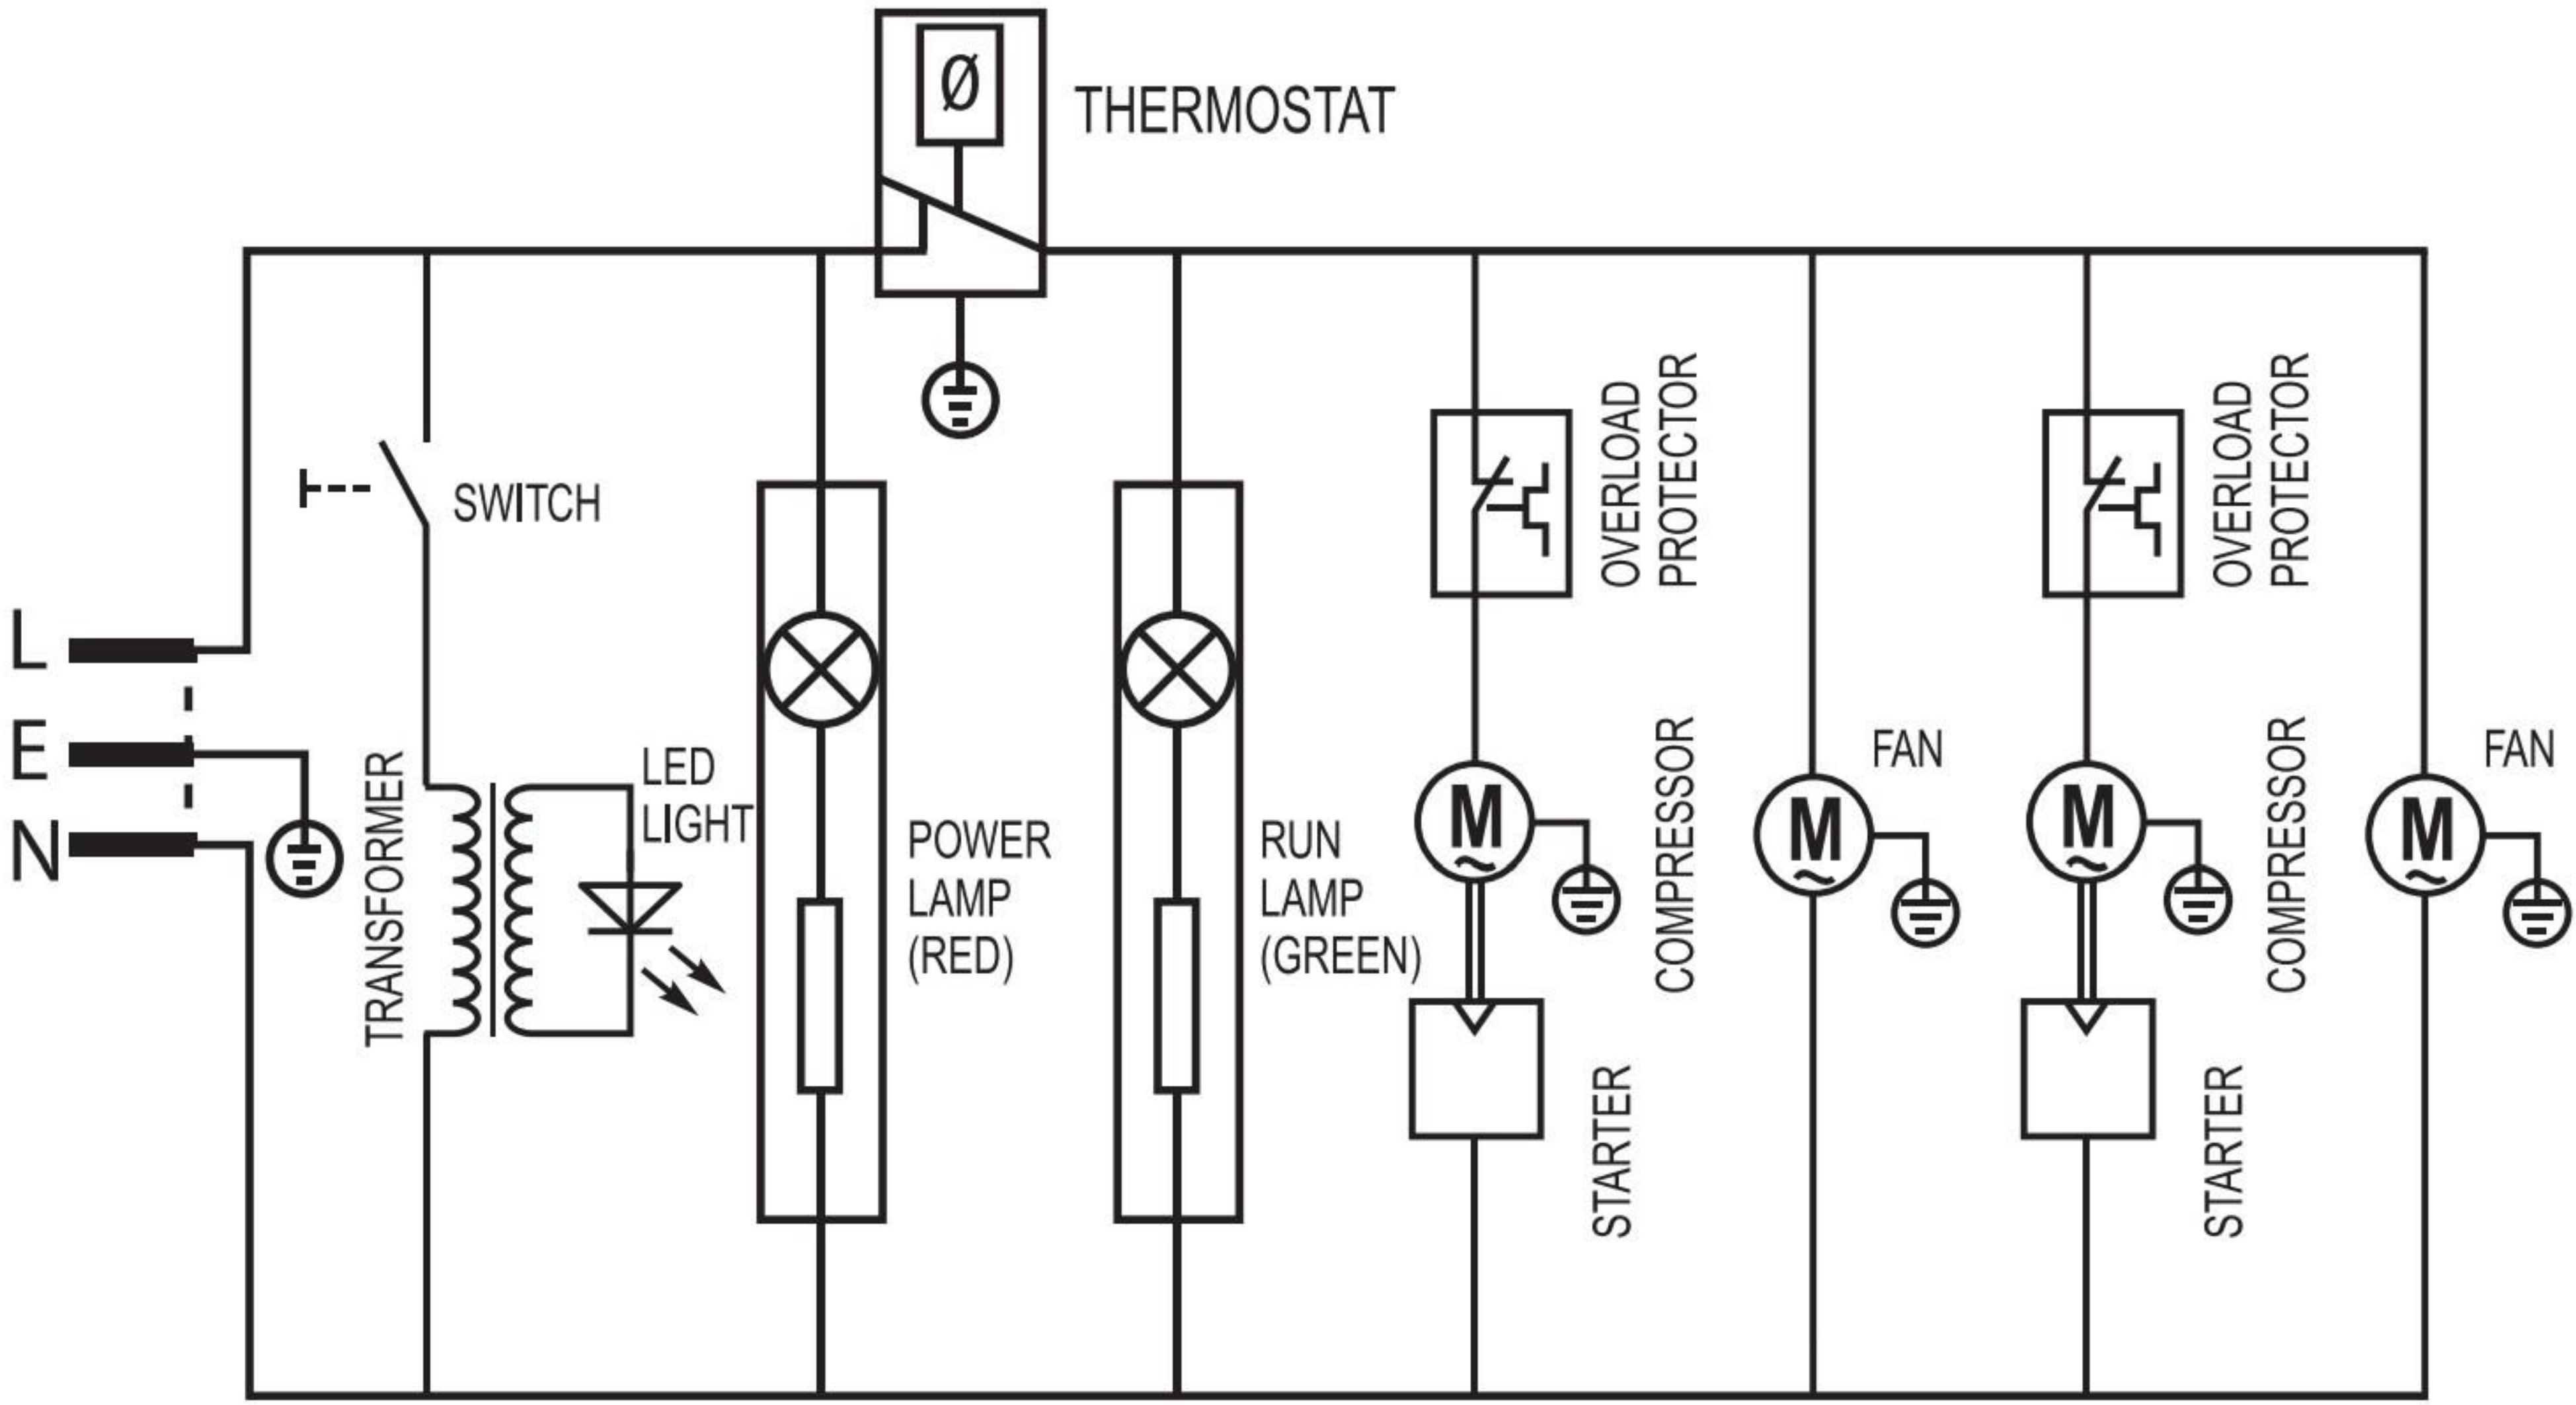 Ø
THERMOSTAT
SWITCH
L
E
N
TRANSFORMER
LED
LIGHT
POWER
LAMP
(RED)
RUN
LAMP
(GREEN)
OVERLOAD
PROTECTOR
M
COMPRESSOR
STARTER
FAN
M
OVERLOAD
PROTECTOR
M
COMPRESSOR
STARTER
FAN
M